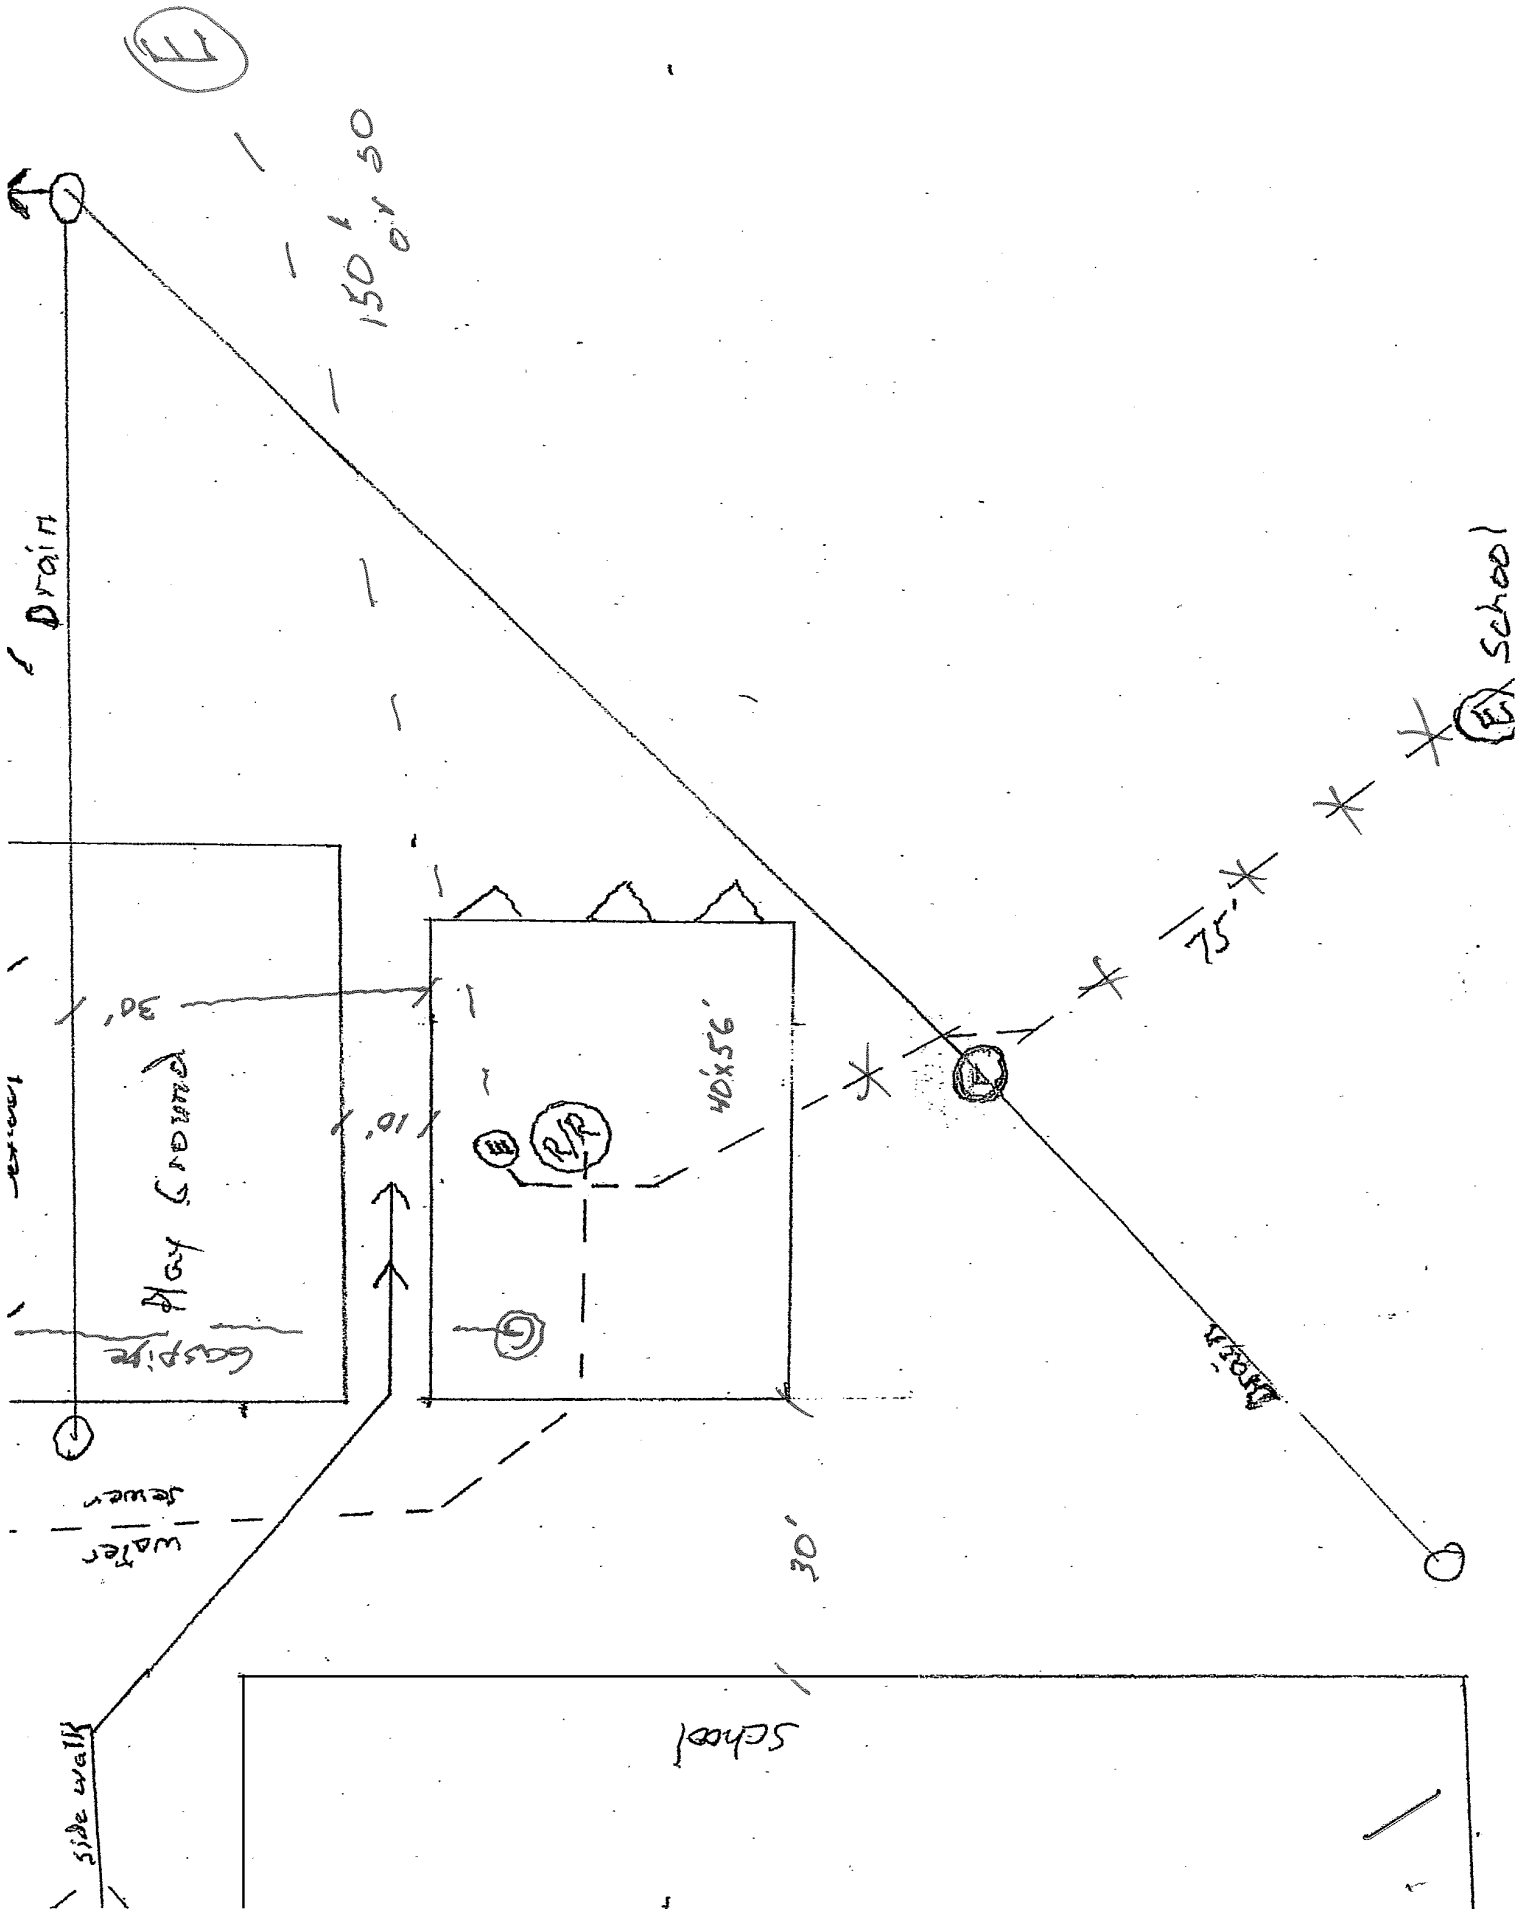 E
150'
or 50
Drain
School
E
75'
30'
Play Ground
10'
40'x56'
E
R/R
Gaspipe
G
Drain
sewer
water
30'
side walk
School